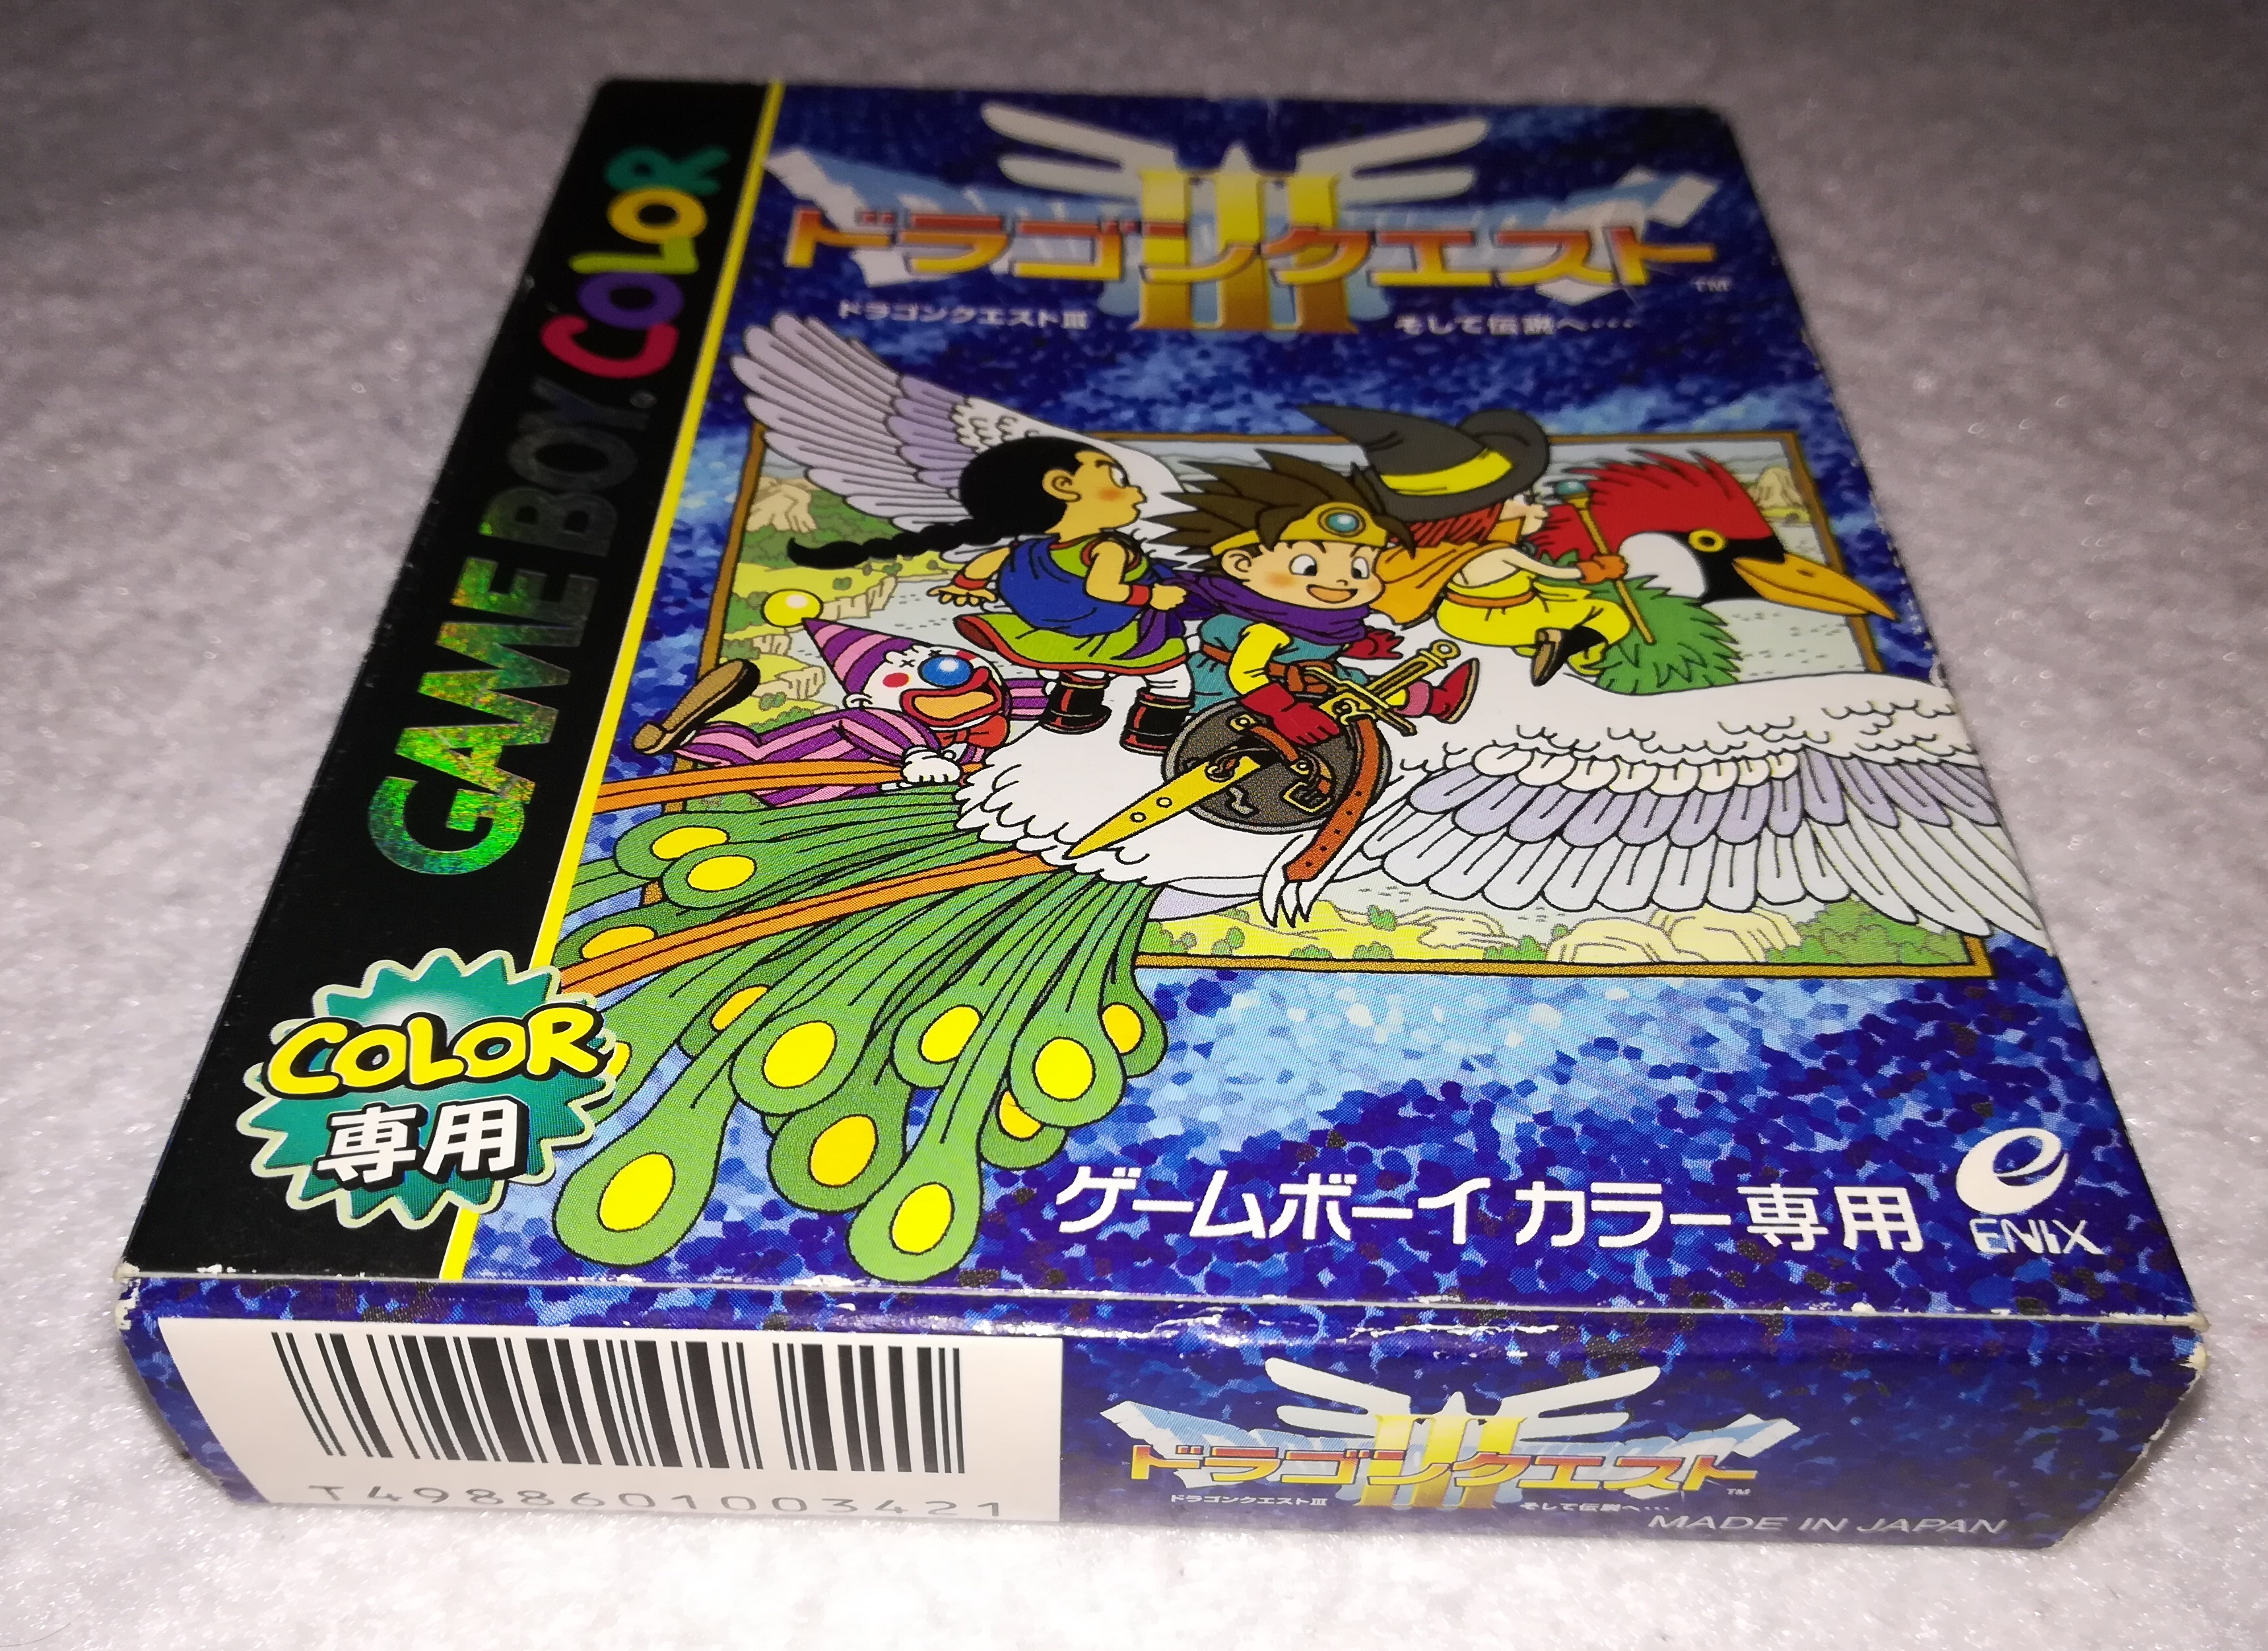 GAME BOY COLOR
III
ドラゴンクエスト
TM
ドラゴンクエストIII そして伝説へ…
COLOR
専用
ゲームボーイカラー専用
ENIX
T4988601003421
III
ドラゴンクエスト
TM
ドラゴンクエストIII そして伝説へ…
MADE IN JAPAN